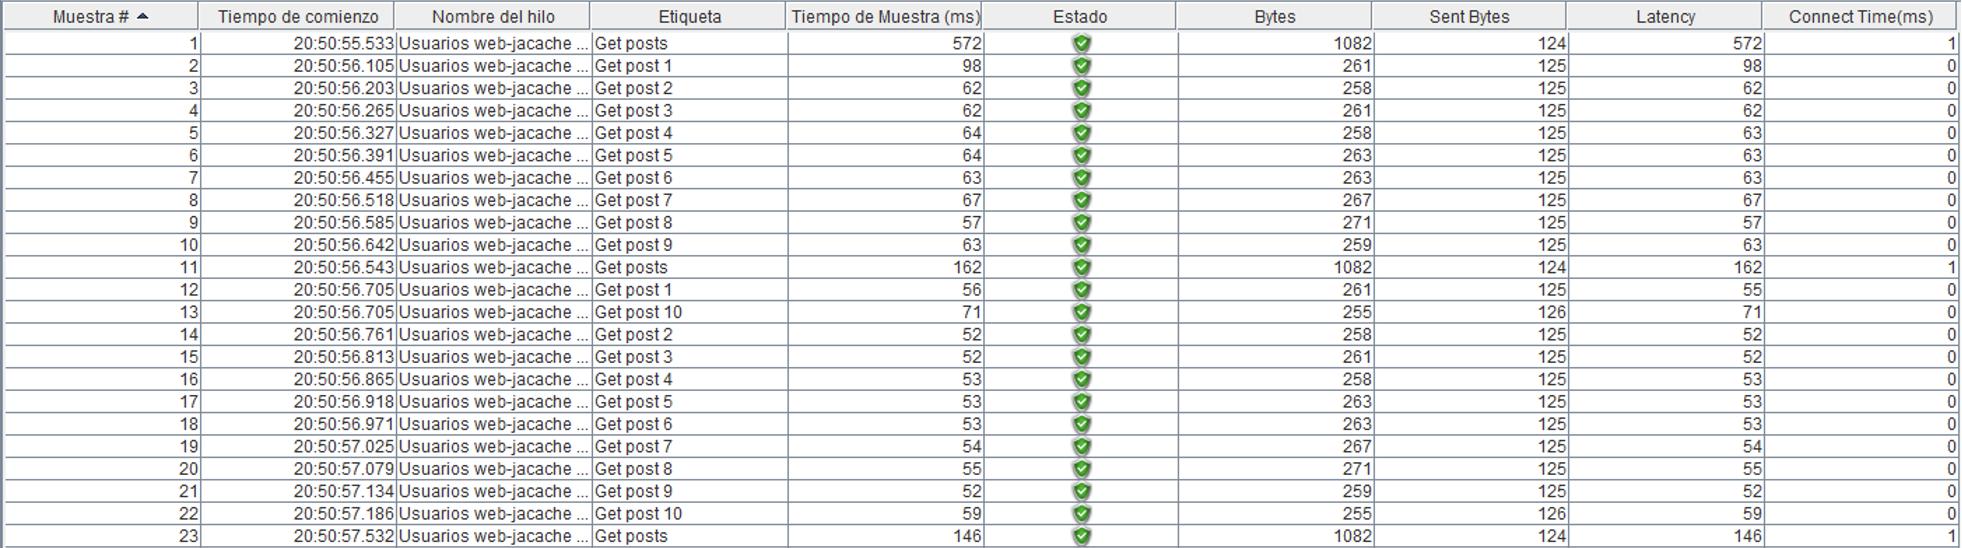 Muestra # Tiempo de comienzo Nombre del hilo Etiqueta Tiempo de Muestra (ms) Estado Bytes Sent Bytes Latency Connect Time(ms)
1 20:50:55.533 Usuarios web-jacache ... Get posts 572 1082 124 572 1
2 20:50:56.105 Usuarios web-jacache ... Get post 1 98 261 125 98 0
3 20:50:56.203 Usuarios web-jacache ... Get post 2 62 258 125 62 0
4 20:50:56.265 Usuarios web-jacache ... Get post 3 62 261 125 62 0
5 20:50:56.327 Usuarios web-jacache ... Get post 4 64 258 125 63 0
6 20:50:56.391 Usuarios web-jacache ... Get post 5 64 263 125 63 0
7 20:50:56.455 Usuarios web-jacache ... Get post 6 63 263 125 63 0
8 20:50:56.518 Usuarios web-jacache ... Get post 7 67 267 125 67 0
9 20:50:56.585 Usuarios web-jacache ... Get post 8 57 271 125 57 0
10 20:50:56.642 Usuarios web-jacache ... Get post 9 63 259 125 63 0
11 20:50:56.543 Usuarios web-jacache ... Get posts 162 1082 124 162 1
12 20:50:56.705 Usuarios web-jacache ... Get post 1 56 261 125 55 0
13 20:50:56.705 Usuarios web-jacache ... Get post 10 71 255 126 71 0
14 20:50:56.761 Usuarios web-jacache ... Get post 2 52 258 125 52 0
15 20:50:56.813 Usuarios web-jacache ... Get post 3 52 261 125 52 0
16 20:50:56.865 Usuarios web-jacache ... Get post 4 53 258 125 53 0
17 20:50:56.918 Usuarios web-jacache ... Get post 5 53 263 125 53 0
18 20:50:56.971 Usuarios web-jacache ... Get post 6 53 263 125 53 0
19 20:50:57.025 Usuarios web-jacache ... Get post 7 54 267 125 54 0
20 20:50:57.079 Usuarios web-jacache ... Get post 8 55 271 125 55 0
21 20:50:57.134 Usuarios web-jacache ... Get post 9 52 259 125 52 0
22 20:50:57.186 Usuarios web-jacache ... Get post 10 59 255 126 59 0
23 20:50:57.532 Usuarios web-jacache ... Get posts 146 1082 124 146 1